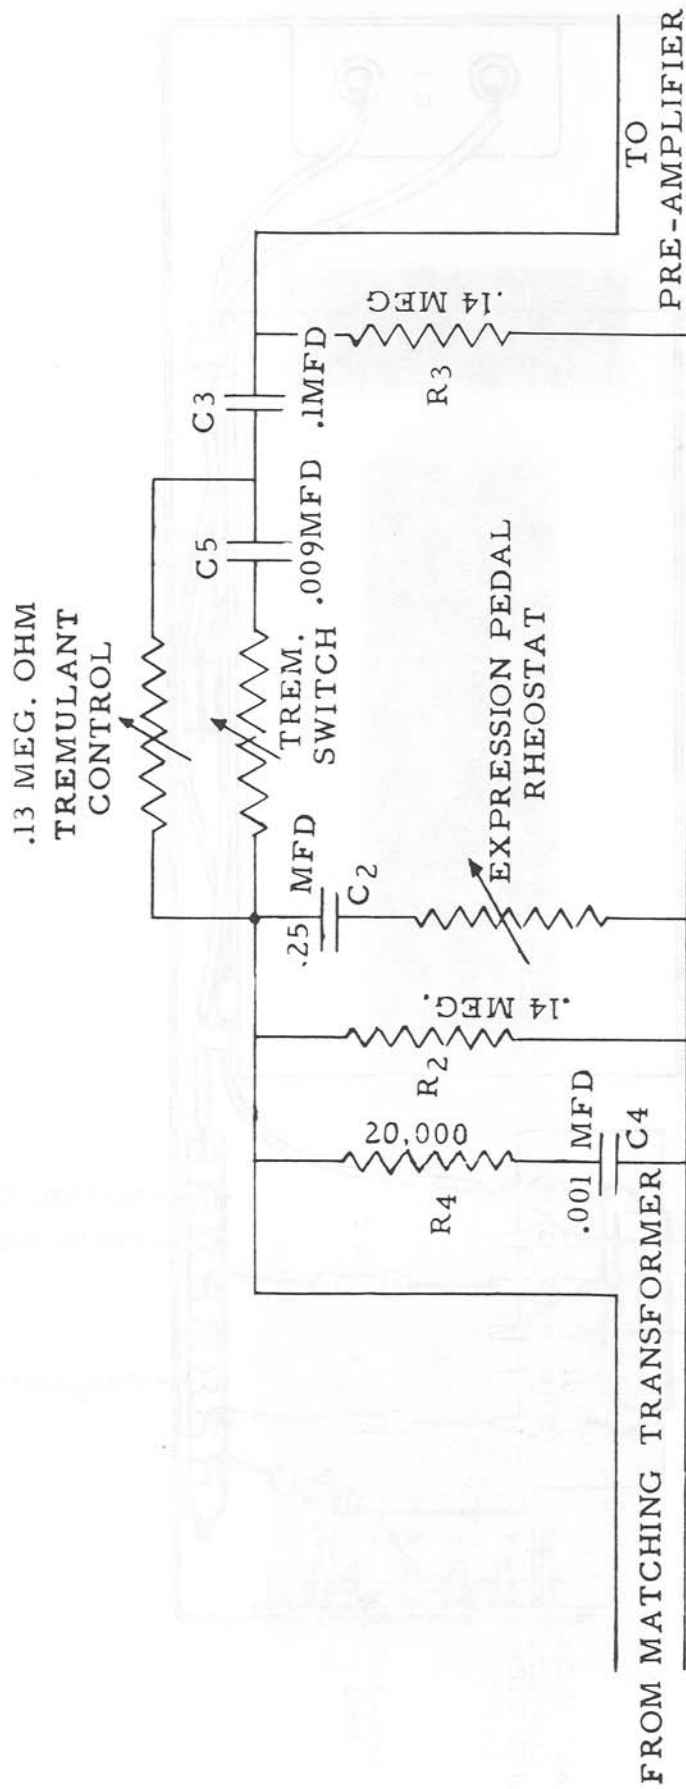 .13 MEG. OHM
TREMULANT
CONTROL
TREM.
SWITCH
C5
.009MFD
C3
.1MFD
.25 MFD
C2
EXPRESSION PEDAL
RHEOSTAT
R4
20,000
.001 MFD
C4
R2
.14 MEG.
R3
.14 MEG
FROM MATCHING TRANSFORMER
TO
PRE-AMPLIFIER